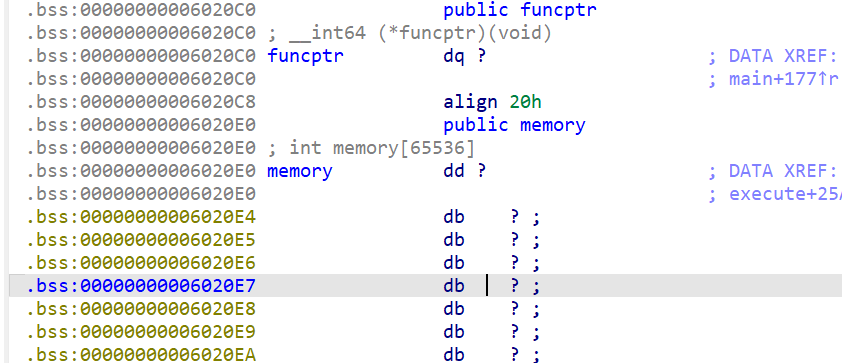 .bss:00000000006020C0 public funcptr
.bss:00000000006020C0 ; __int64 (*funcptr)(void)
.bss:00000000006020C0 funcptr dq ? ; DATA XREF:
.bss:00000000006020C0 ; main+177↑r
.bss:00000000006020C8 align 20h
.bss:00000000006020E0 public memory
.bss:00000000006020E0 ; int memory[65536]
.bss:00000000006020E0 memory dd ? ; DATA XREF:
.bss:00000000006020E0 ; execute+25A
.bss:00000000006020E4 db ? ;
.bss:00000000006020E5 db ? ;
.bss:00000000006020E6 db ? ;
.bss:00000000006020E7 db ? ;
.bss:00000000006020E8 db ? ;
.bss:00000000006020E9 db ? ;
.bss:00000000006020EA db ? ;